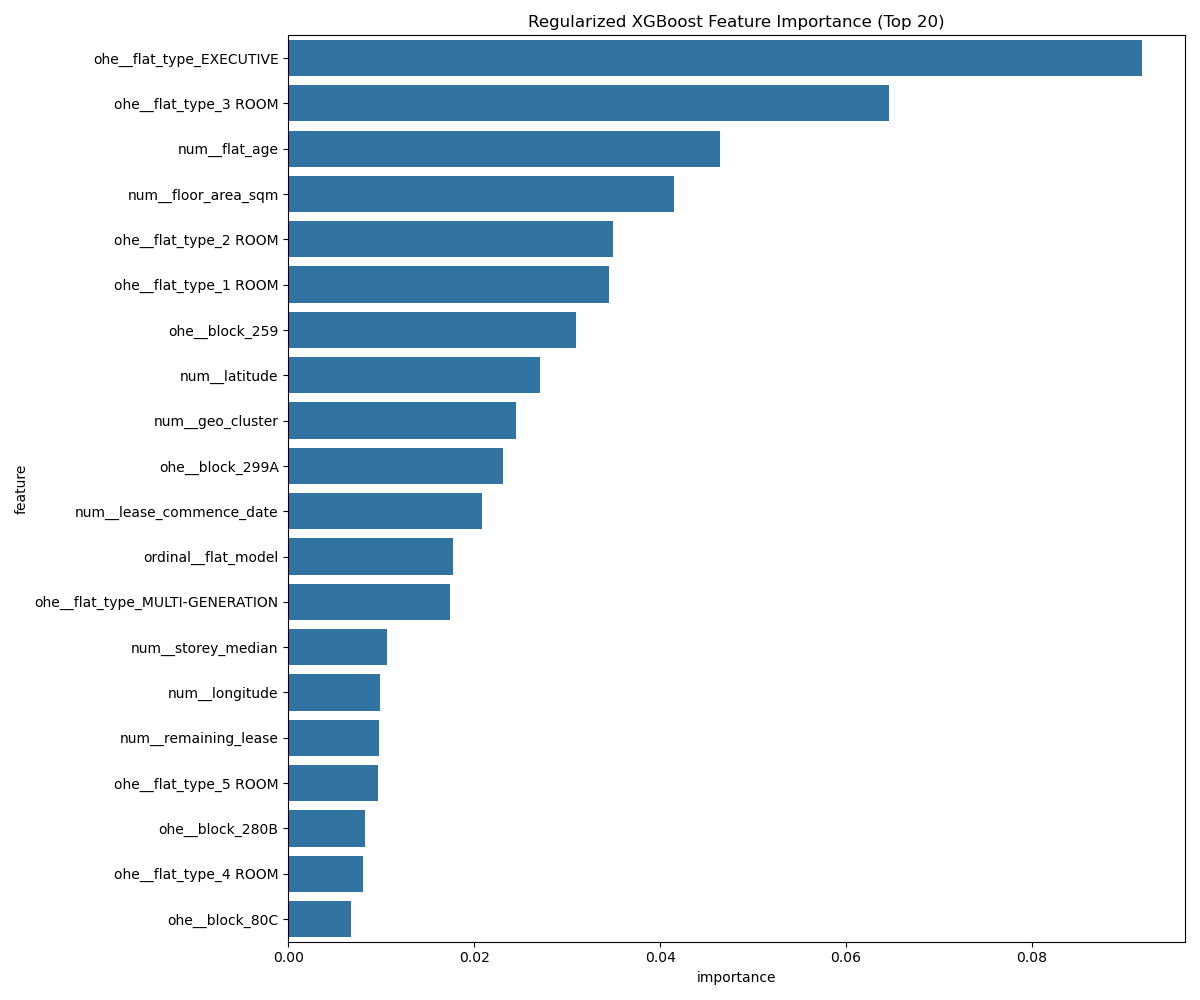 Regularized XGBoost Feature Importance (Top 20)
ohe__flat_type_EXECUTIVE
ohe__flat_type_3 ROOM
num__flat_age
num__floor_area_sqm
ohe__flat_type_2 ROOM
ohe__flat_type_1 ROOM
ohe__block_259
num__latitude
num__geo_cluster
ohe__block_299A
num__lease_commence_date
ordinal__flat_model
ohe__flat_type_MULTI-GENERATION
num__storey_median
num__longitude
num__remaining_lease
ohe__flat_type_5 ROOM
ohe__block_280B
ohe__flat_type_4 ROOM
ohe__block_80C
feature
0.00 0.02 0.04 0.06 0.08
importance